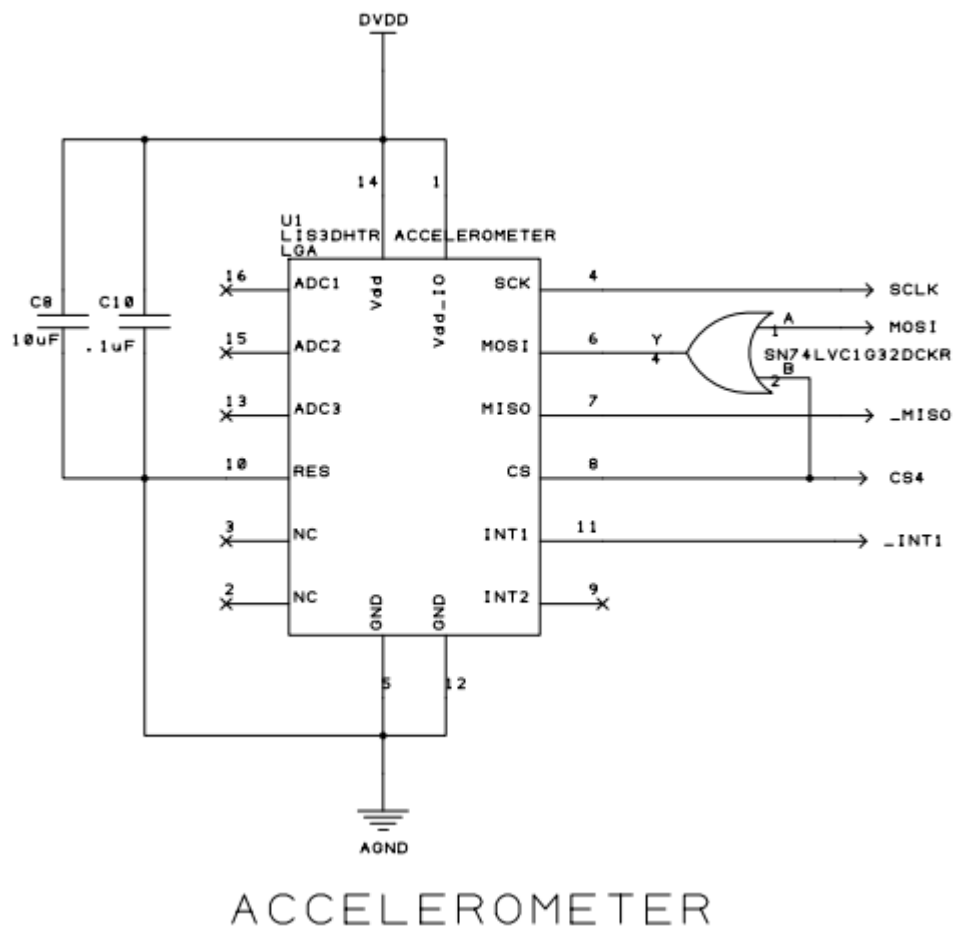 DVDD
14 1
U1
LIS3DHTR ACCELEROMETER
LGA
16 ADC1 Vdd Vdd_IO SCK 4 SCLK
C8 C10
10uF .1uF
A MOSI
1
15 ADC2 MOSI 6 Y SN74LVC1G32DCKR
4 B
2
13 ADC3 MISO 7 _MISO
10 RES CS 8 CS4
3 NC INT1 11 _INT1
2 NC GND GND INT2 9
5 12
AGND
ACCELEROMETER